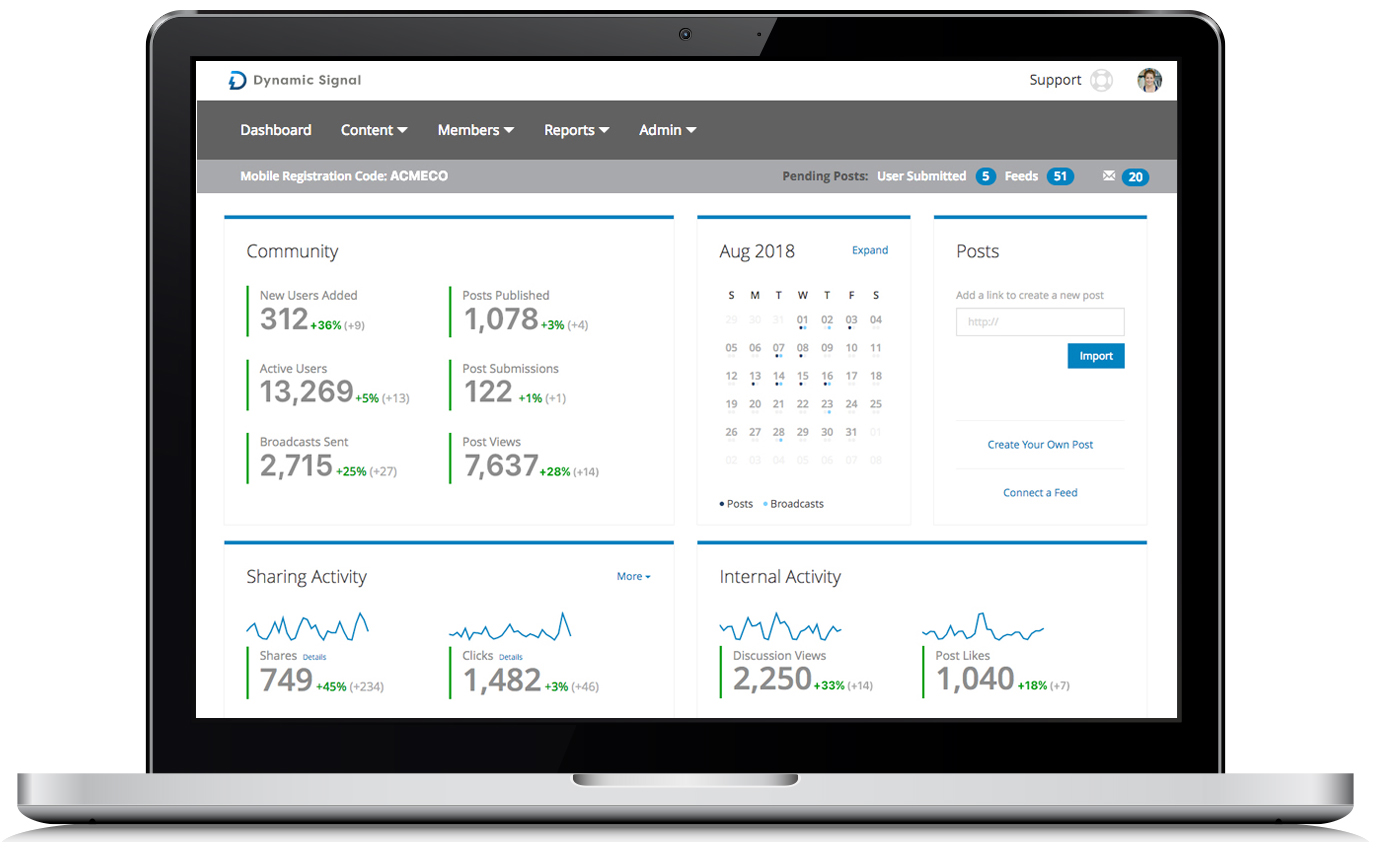 Dynamic Signal
Support
Dashboard Content Members Reports Admin
Mobile Registration Code: ACMECO
Pending Posts: User Submitted 5 Feeds 51 20
Community
New Users Added
312 +36% (+9)
Posts Published
1,078 +3% (+4)
Active Users
13,269 +5% (+13)
Post Submissions
122 +1% (+1)
Broadcasts Sent
2,715 +25% (+27)
Post Views
7,637 +28% (+14)
Aug 2018 Expand
S M T W T F S
29 30 31 01 02 03 04
05 06 07 08 09 10 11
12 13 14 15 16 17 18
19 20 21 22 23 24 25
26 27 28 29 30 31 01
02 03 04 05 06 07 08
Posts Broadcasts
Posts
Add a link to create a new post
http://
Import
Create Your Own Post
Connect a Feed
Sharing Activity More
Shares Details
749 +45% (+234)
Clicks Details
1,482 +3% (+46)
Internal Activity
Discussion Views
2,250 +33% (+14)
Post Likes
1,040 +18% (+7)